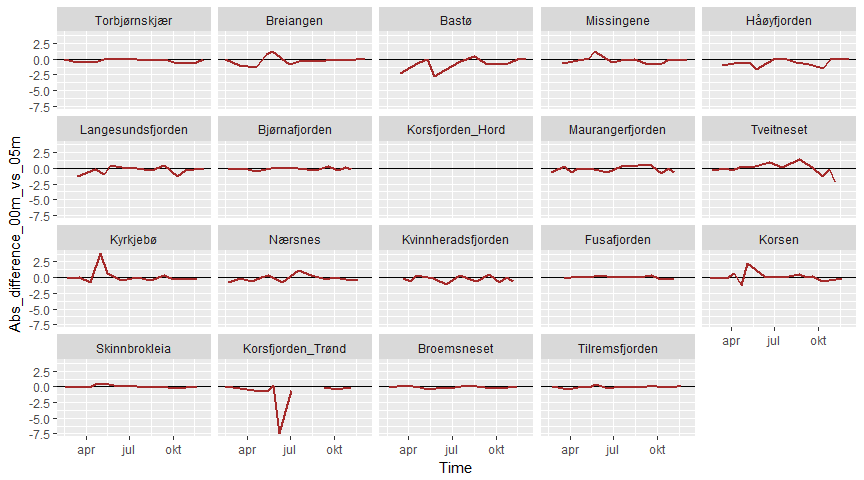 Torbjørnskjær Breiangen Bastø Missingene Håøyfjorden
2.5
0.0
-2.5
-5.0
-7.5
Langesundsfjorden Bjørnafjorden Korsfjorden_Hord Maurangerfjorden Tveitneset
2.5
0.0
-2.5
-5.0
-7.5
Kyrkjebø Nærsnes Kvinnheradsfjorden Fusafjorden Korsen
2.5
0.0
-2.5
-5.0
-7.5
apr jul okt
Skinnbrokleia Korsfjorden_Trønd Broemsneset Tilremsfjorden
2.5
0.0
-2.5
-5.0
-7.5
apr jul okt apr jul okt apr jul okt apr jul okt
Time
Abs_difference_00m_vs_05m